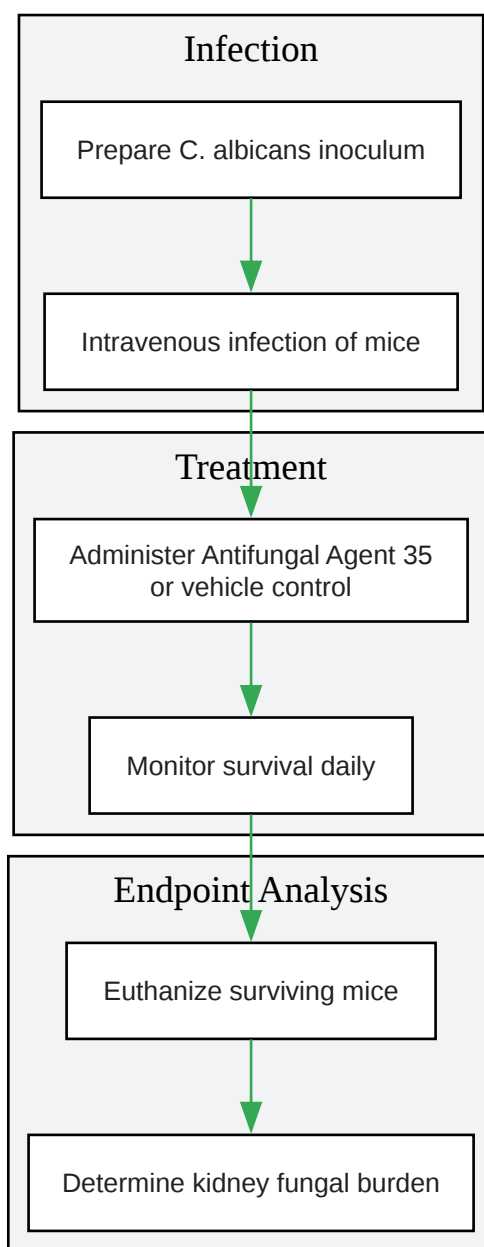 Infection
Prepare C. albicans inoculum
Intravenous infection of mice
Treatment
Administer Antifungal Agent 35
or vehicle control
Monitor survival daily
Endpoint Analysis
Euthanize surviving mice
Determine kidney fungal burden